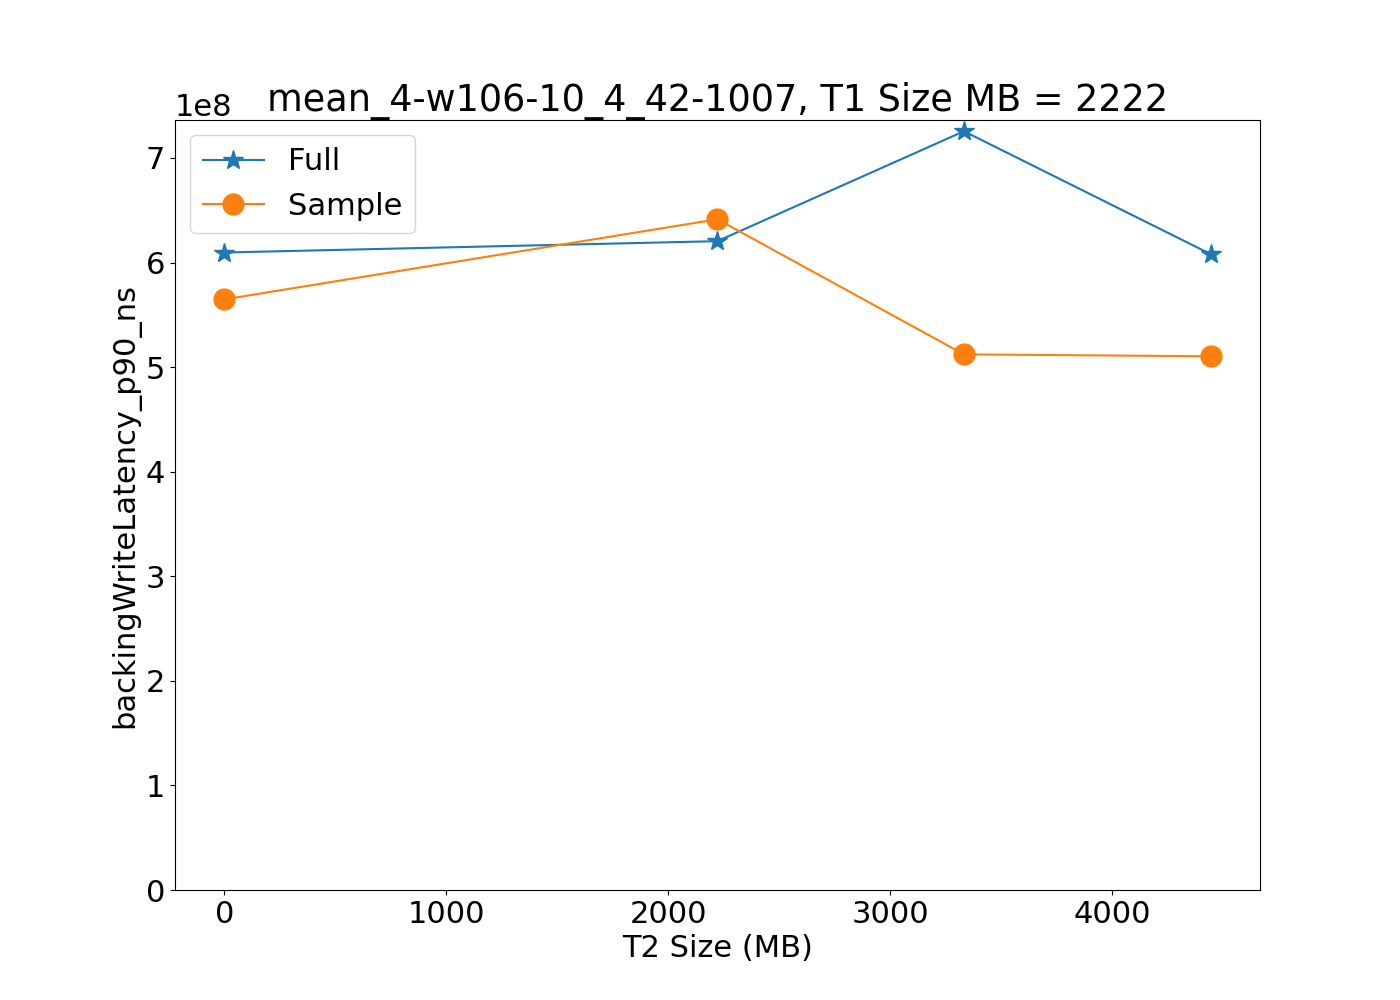 1e8
mean_4-w106-10_4_42-1007, T1 Size MB = 2222
Full
Sample
backingWriteLatency_p90_ns
7
6
5
4
3
2
1
0
0 1000 2000 3000 4000
T2 Size (MB)